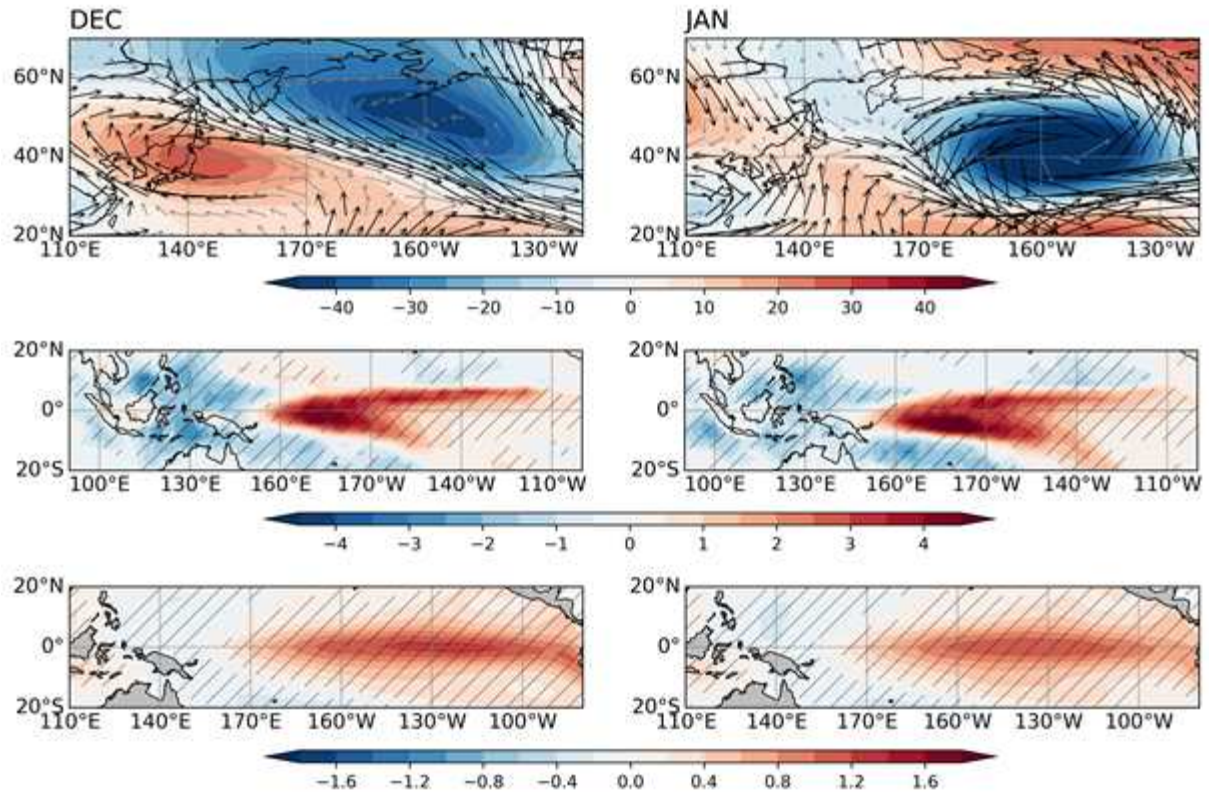 DEC JAN
60°N 60°N
40°N 40°N
20°N 20°N
110°E 140°E 170°E 160°W 130°W 110°E 140°E 170°E 160°W 130°W
−40 −30 −20 −10 0 10 20 30 40
20°N 20°N
0° 0°
20°S 20°S
100°E 130°E 160°E 170°W 140°W 110°W 100°E 130°E 160°E 170°W 140°W 110°W
−4 −3 −2 −1 0 1 2 3 4
20°N 20°N
0° 0°
20°S 20°S
110°E 140°E 170°E 160°W 130°W 100°W 110°E 140°E 170°E 160°W 130°W 100°W
−1.6 −1.2 −0.8 −0.4 0.0 0.4 0.8 1.2 1.6